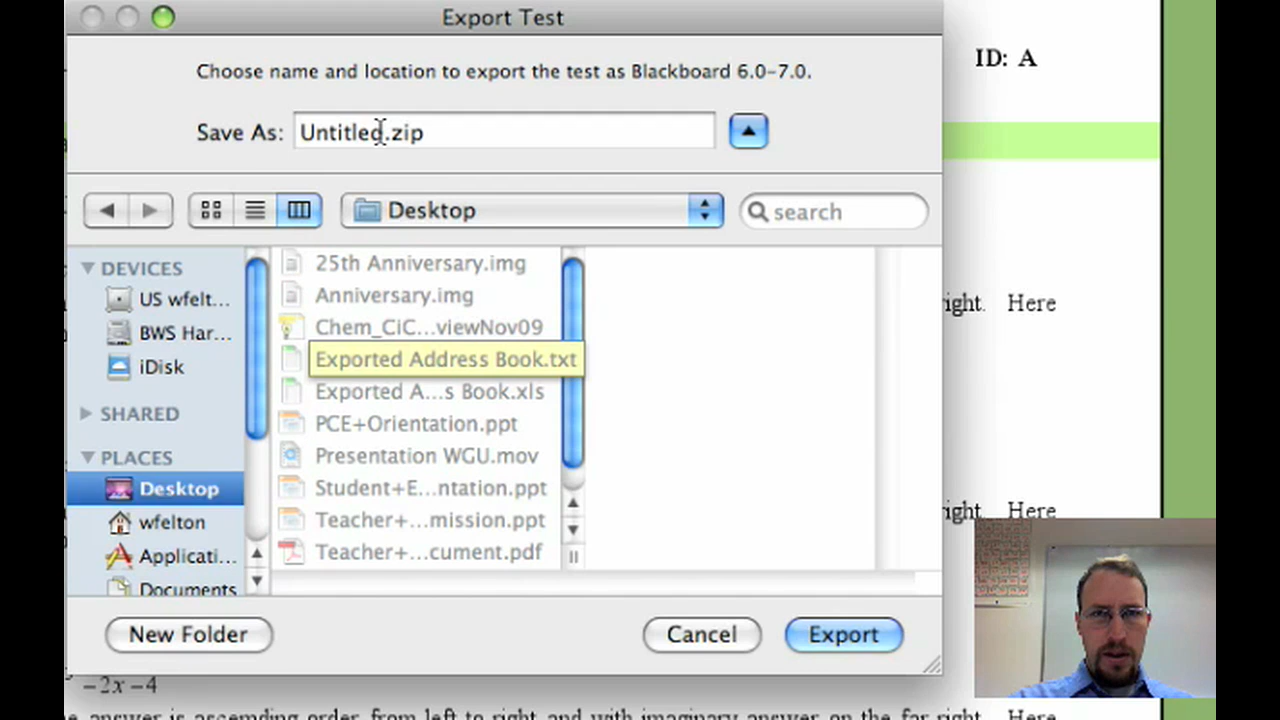 Export Test
ID: A
Choose name and location to export the test as Blackboard 6.0–7.0.
Save As: Untitled.zip
Desktop
search
DEVICES
US wfelt...
BWS Har...
iDisk
SHARED
PLACES
Desktop
wfelton
Applicati...
Documents
25th Anniversary.img
Anniversary.img
Chem_CiC...viewNov09
Exported Address Book.txt
Exported A...s Book.xls
PCE+Orientation.ppt
Presentation WGU.mov
Student+E...ntation.ppt
Teacher+...mission.ppt
Teacher+...cument.pdf
right. Here
right. Here
New Folder
Cancel
Export
−2x −4
answer is ascending order from left to right and with imaginary answer on the far right. Here